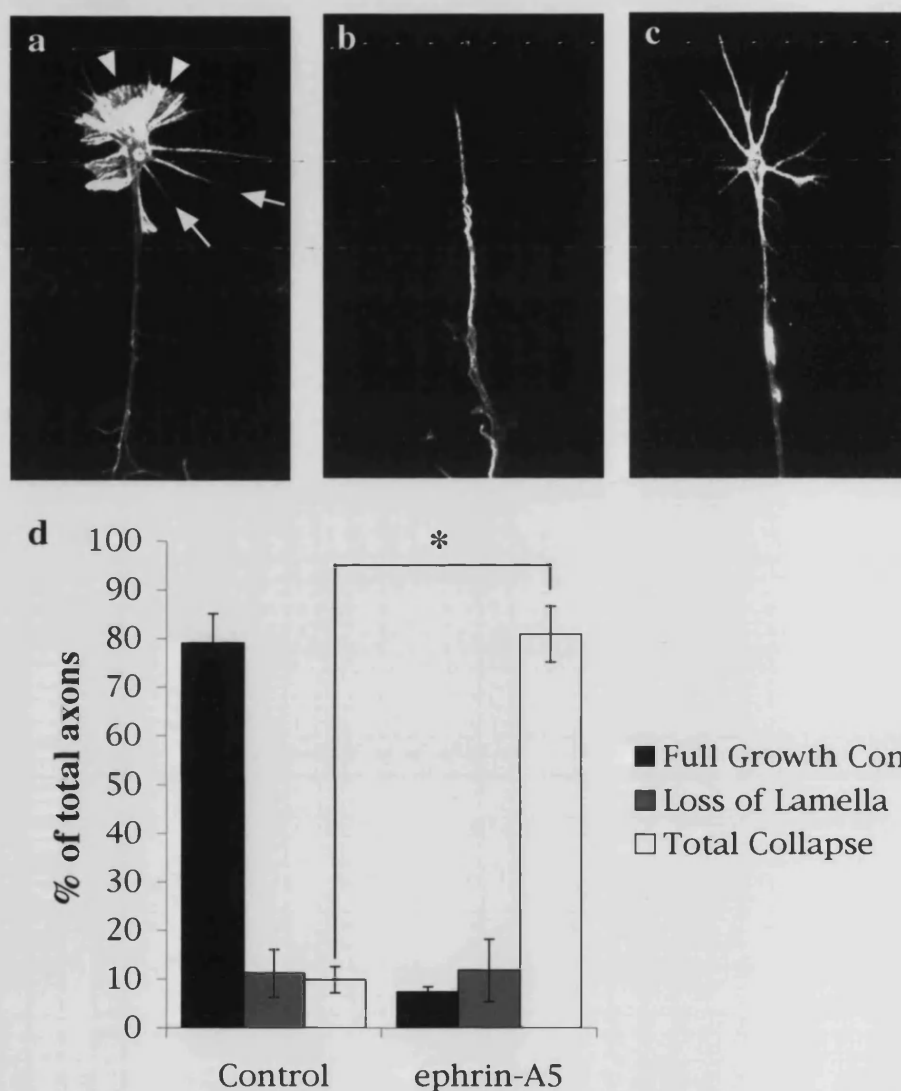 a
b
c
d
*
100
90
80
70
60
50
40
30
20
10
0
% of total axons
Full Growth Con
Loss of Lamella
Total Collapse
Control
ephrin-A5